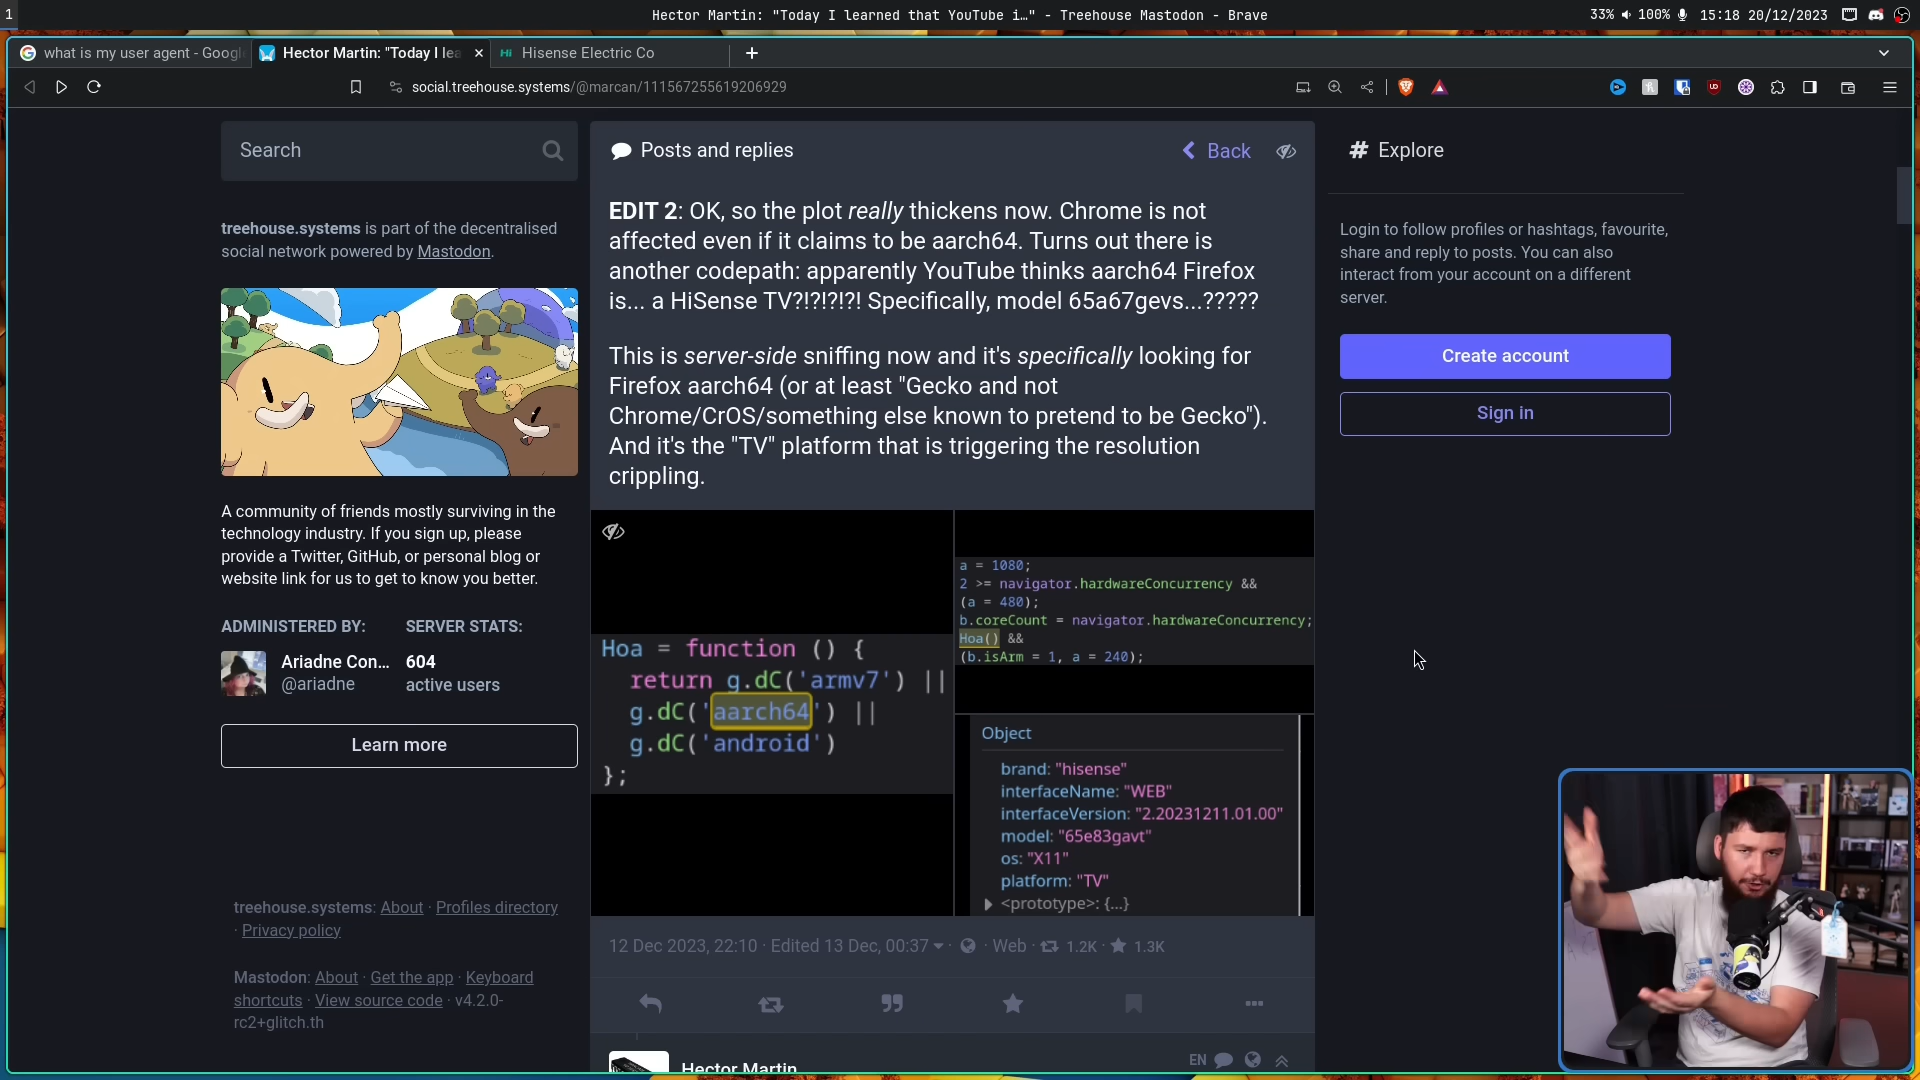 1
Hector Martin: "Today I learned that YouTube i…" - Treehouse Mastodon - Brave
33% 100% 15:18 20/12/2023
what is my user agent - Googl
Hector Martin: "Today I lea
Hisense Electric Co
social.treehouse.systems/@marcan/111567255619206929
Search
treehouse.systems is part of the decentralised
social network powered by Mastodon.
A community of friends mostly surviving in the
technology industry. If you sign up, please
provide a Twitter, GitHub, or personal blog or
website link for us to get to know you better.
ADMINISTERED BY:
Ariadne Con...
@ariadne
SERVER STATS:
604
active users
Learn more
treehouse.systems: About · Profiles directory
· Privacy policy
Mastodon: About · Get the app · Keyboard
shortcuts · View source code · v4.2.0-
rc2+glitch.th
Posts and replies
Back
EDIT 2: OK, so the plot really thickens now. Chrome is not
affected even if it claims to be aarch64. Turns out there is
another codepath: apparently YouTube thinks aarch64 Firefox
is... a HiSense TV?!?!?!?! Specifically, model 65a67gevs...?????
This is server-side sniffing now and it's specifically looking for
Firefox aarch64 (or at least "Gecko and not
Chrome/CrOS/something else known to pretend to be Gecko").
And it's the "TV" platform that is triggering the resolution
crippling.
Hoa = function () {
return g.dC('armv7') ||
g.dC('aarch64') ||
g.dC('android')
};
a = 1080;
2 >= navigator.hardwareConcurrency &&
(a = 480);
b.coreCount = navigator.hardwareConcurrency;
Hoa() &&
(b.isArm = 1, a = 240);
Object
brand: "hisense"
interfaceName: "WEB"
interfaceVersion: "2.20231211.01.00"
model: "65e83gavt"
os: "X11"
platform: "TV"
<prototype>: {…}
12 Dec 2023, 22:10 · Edited 13 Dec, 00:37 · · Web · 1.2K · 1.3K
Hector Martin
EN
# Explore
Login to follow profiles or hashtags, favourite,
share and reply to posts. You can also
interact from your account on a different
server.
Create account
Sign in